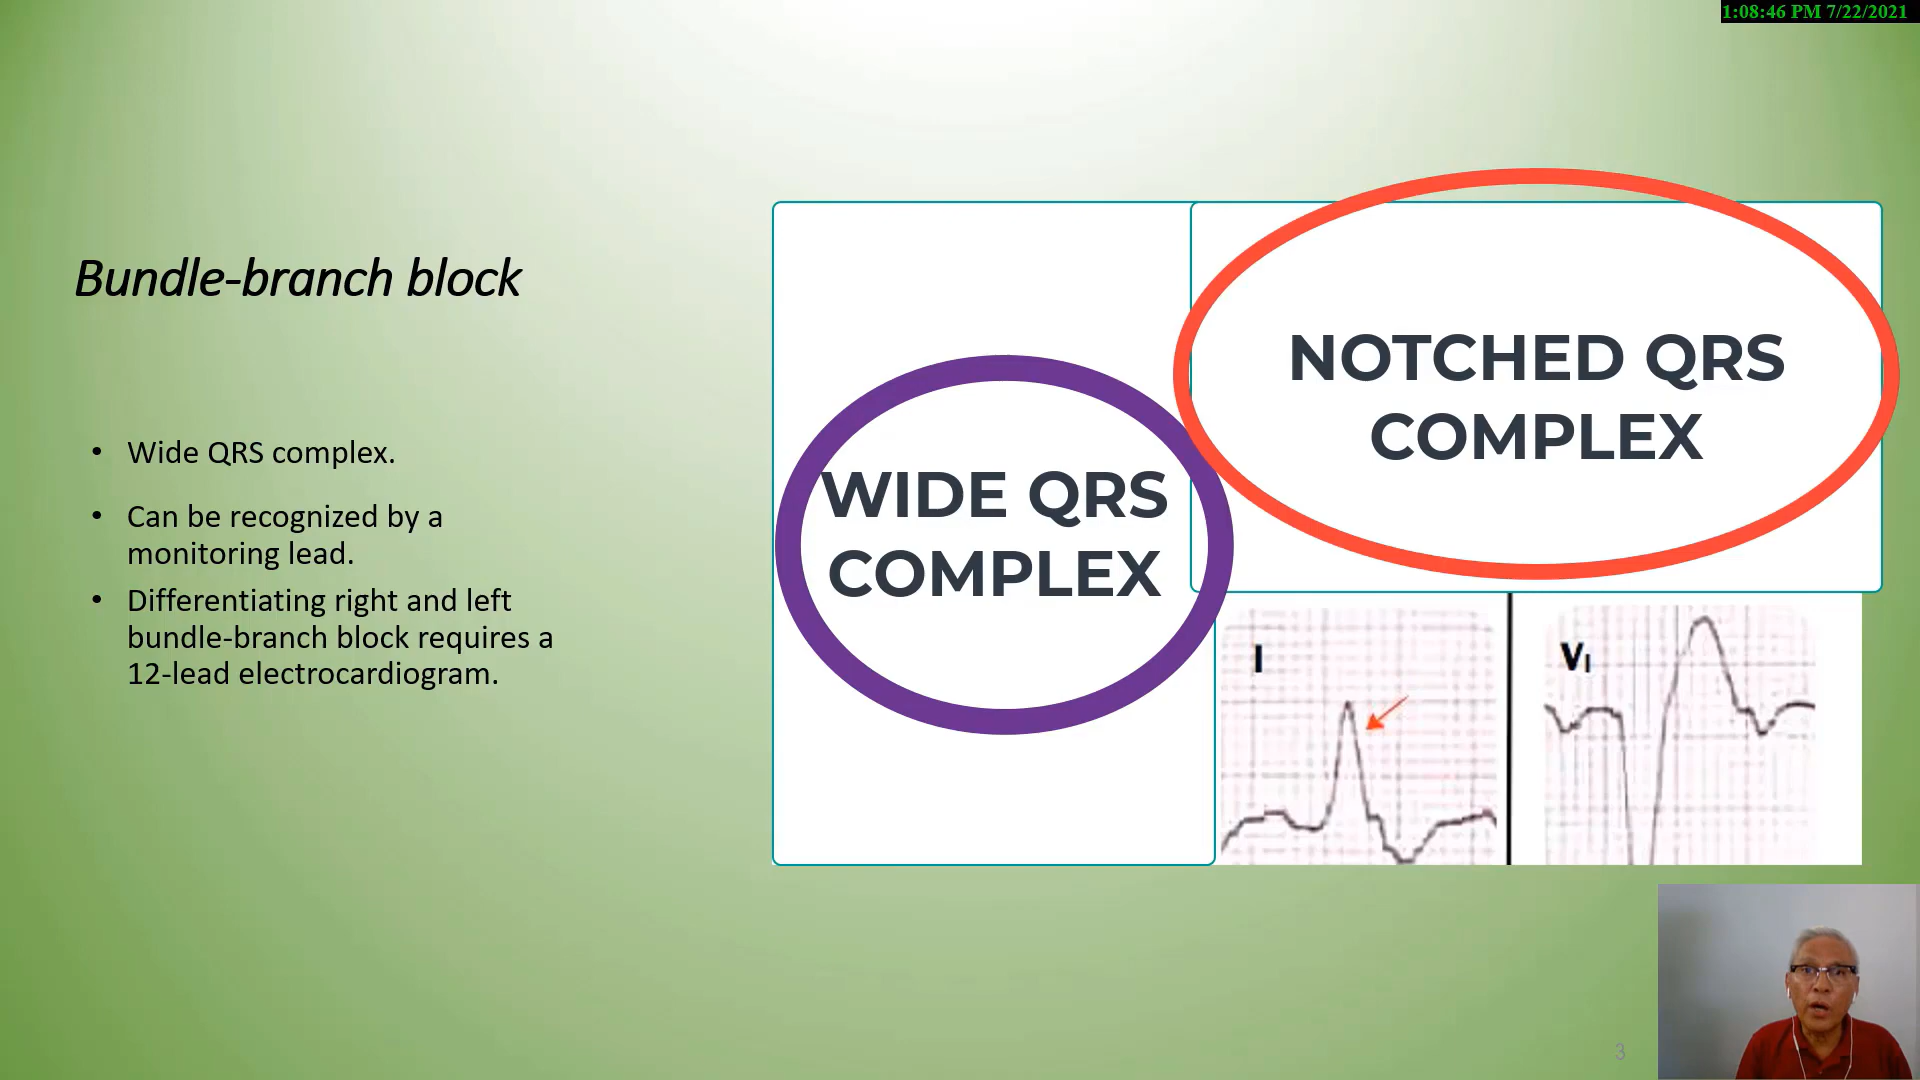 1:08:46 PM 7/22/2021
Bundle-branch block
• Wide QRS complex.
• Can be recognized by a
monitoring lead.
• Differentiating right and left
bundle-branch block requires a
12-lead electrocardiogram.
WIDE QRS
COMPLEX
NOTCHED QRS
COMPLEX
I
VI
3